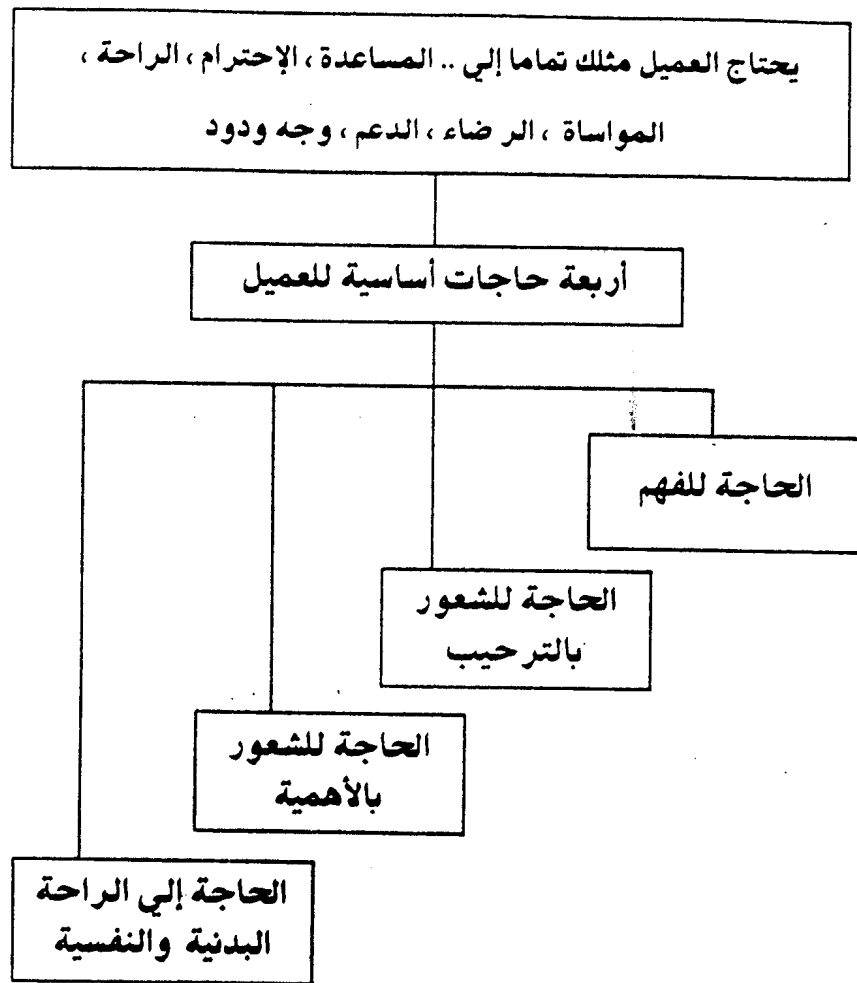 يحتاج العميل مثلك تماما إلي .. المساعدة ، الإحترام ، الراحة ،
المواساة ، الرضاء ، الدعم ، وجه ودود
أربعة حاجات أساسية للعميل
الحاجة للفهم
الحاجة للشعور
بالترحيب
الحاجة للشعور
بالأهمية
الحاجة إلي الراحة
البدنية والنفسية